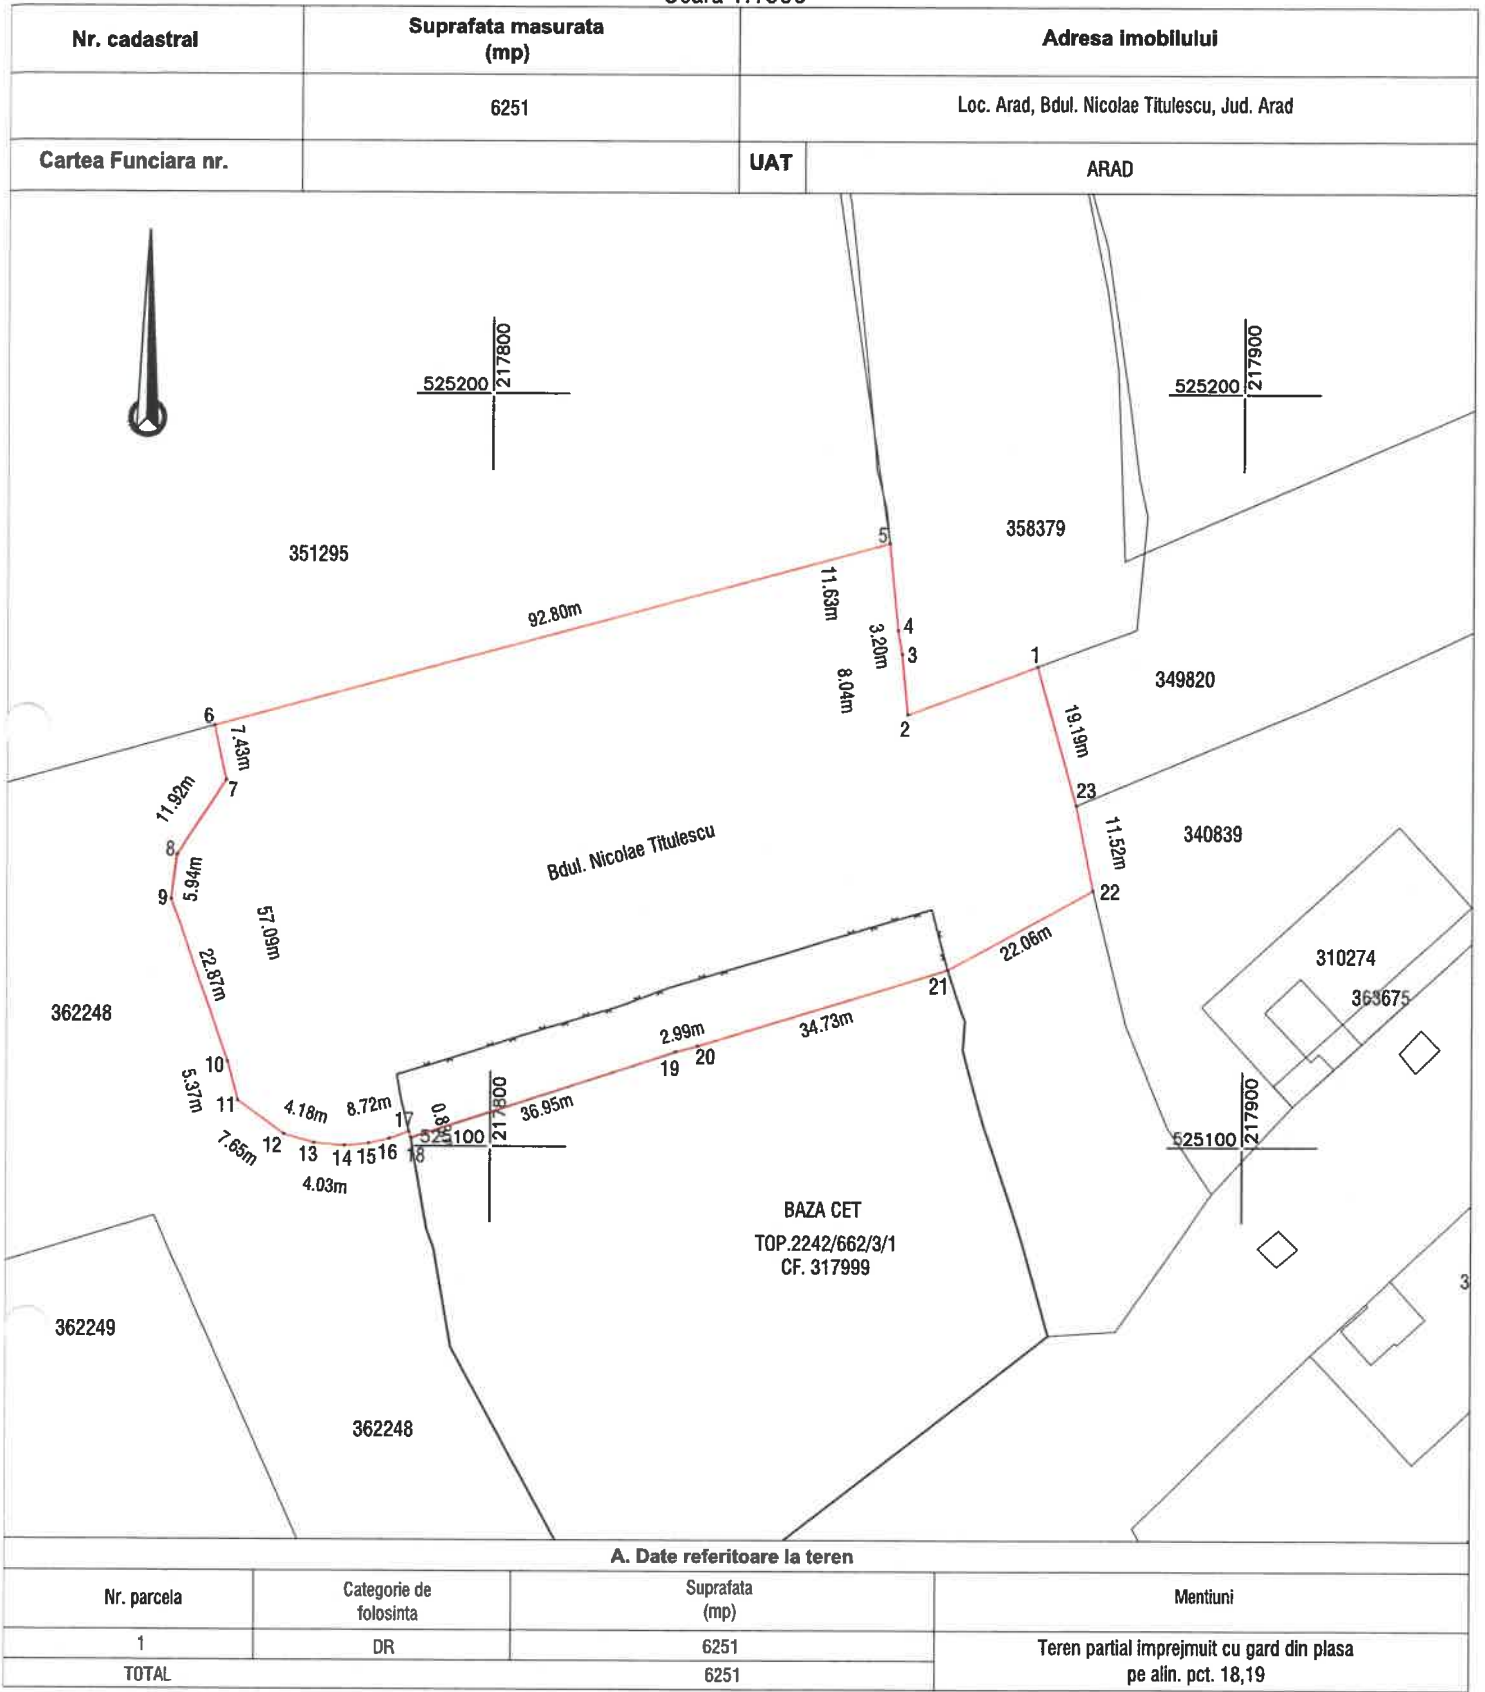 Nr. cadastral
Suprafata masurata
(mp)
Adresa imobilului
6251
Loc. Arad, Bdul. Nicolae Titulescu, Jud. Arad
Cartea Funciara nr.
UAT
ARAD
217800
525200
217900
525200
351295
358379
5
11.63m
92.80m
4
3.20m
3
1
8.04m
349820
2
19.19m
6
7.43m
7
11.92m
23
11.52m
340839
8
5.94m
9
Bdul. Nicolae Titulescu
22
57.09m
22.06m
22.87m
310274
363675
362248
21
34.73m
2.99m
19
20
10
5.37m
11
4.18m
8.72m
17
217800
36.95m
217900
525100
525100
12
13
14
15
16
18
7.65m
4.03m
BAZA CET
TOP.2242/662/3/1
CF. 317999
3
362249
362248
A. Date referitoare la teren
Nr. parcela
Categorie de
folosinta
Suprafata
(mp)
Mentiuni
1
DR
6251
Teren partial imprejmuit cu gard din plasa
pe alin. pct. 18,19
TOTAL
6251